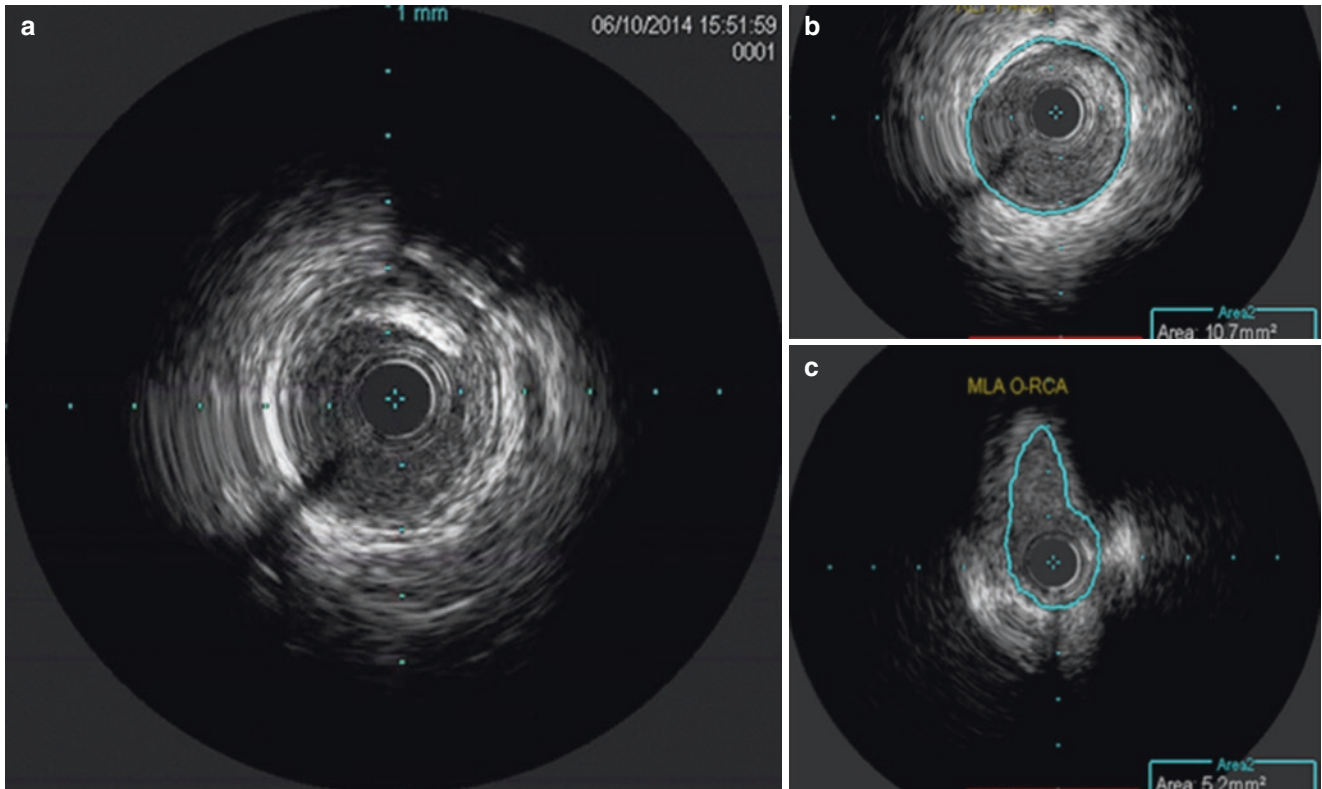 a
1 mm
06/10/2014 15:51:59
0001
b
Area2
Area: 10.7mm²
c
MLA O-RCA
Area2
Area: 5.2mm²